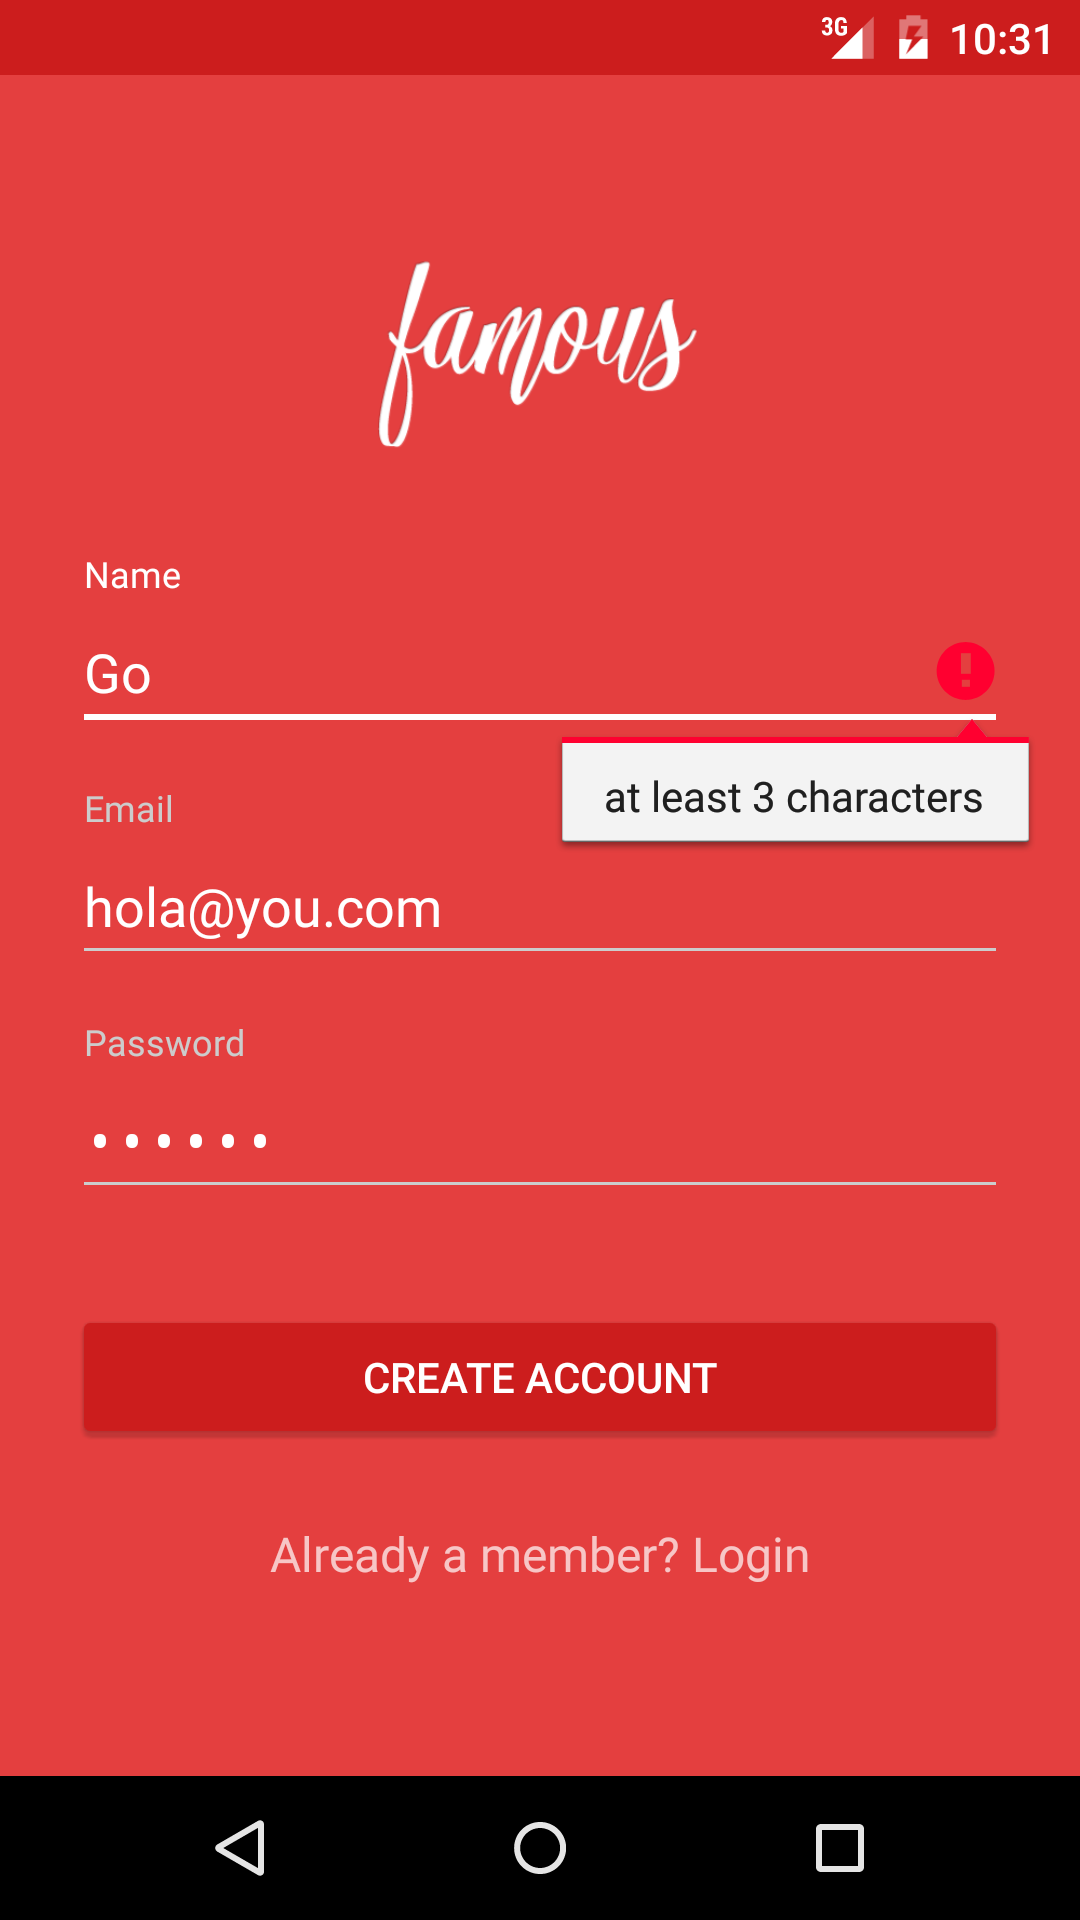 3G 10:31
famous
Name
Go
at least 3 characters
Email
hola@you.com
Password
CREATE ACCOUNT
Already a member? Login